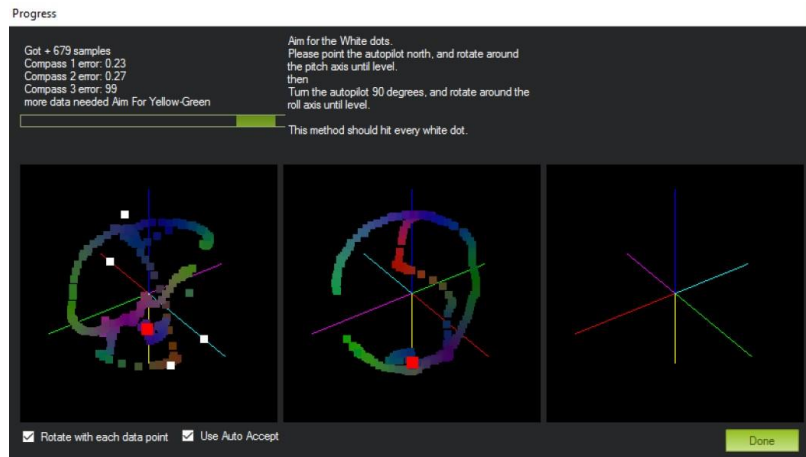 Progress
Got + 679 samples
Compass 1 error: 0.23
Compass 2 error: 0.27
Compass 3 error: 99
more data needed Aim For Yellow-Green
Aim for the White dots.
Please point the autopilot north, and rotate around
the pitch axis until level.
then
Turn the autopilot 90 degrees, and rotate around the
roll axis until level.
This method should hit every white dot.
Rotate with each data point
Use Auto Accept
Done